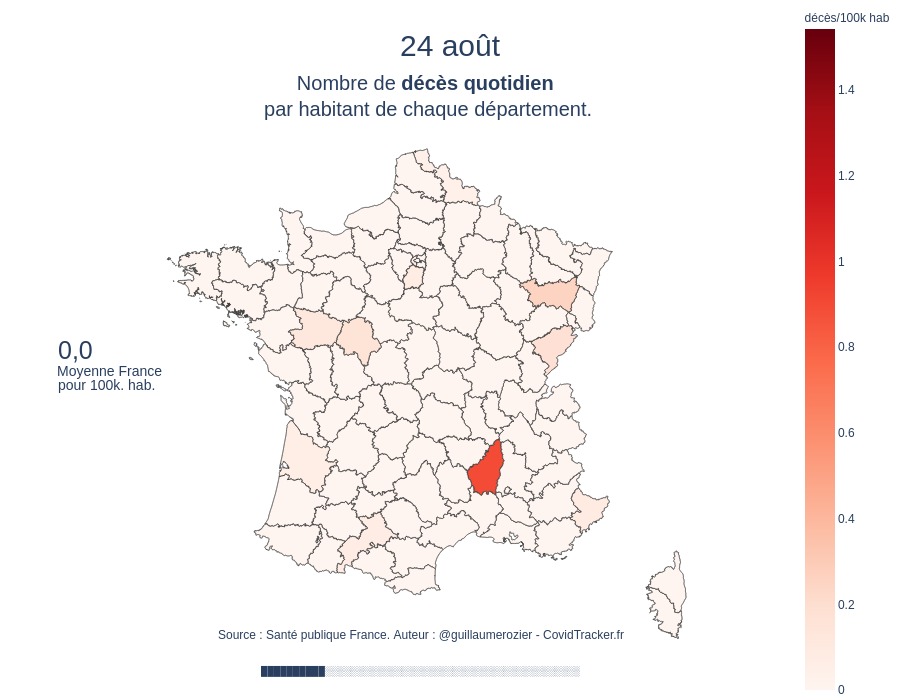 décès/100k hab
24 août
Nombre de décès quotidien
par habitant de chaque département.
1.4
1.2
1
0.8
0.6
0.4
0.2
0
0,0
Moyenne France
pour 100k. hab.
Source : Santé publique France. Auteur : @guillaumerozier - CovidTracker.fr